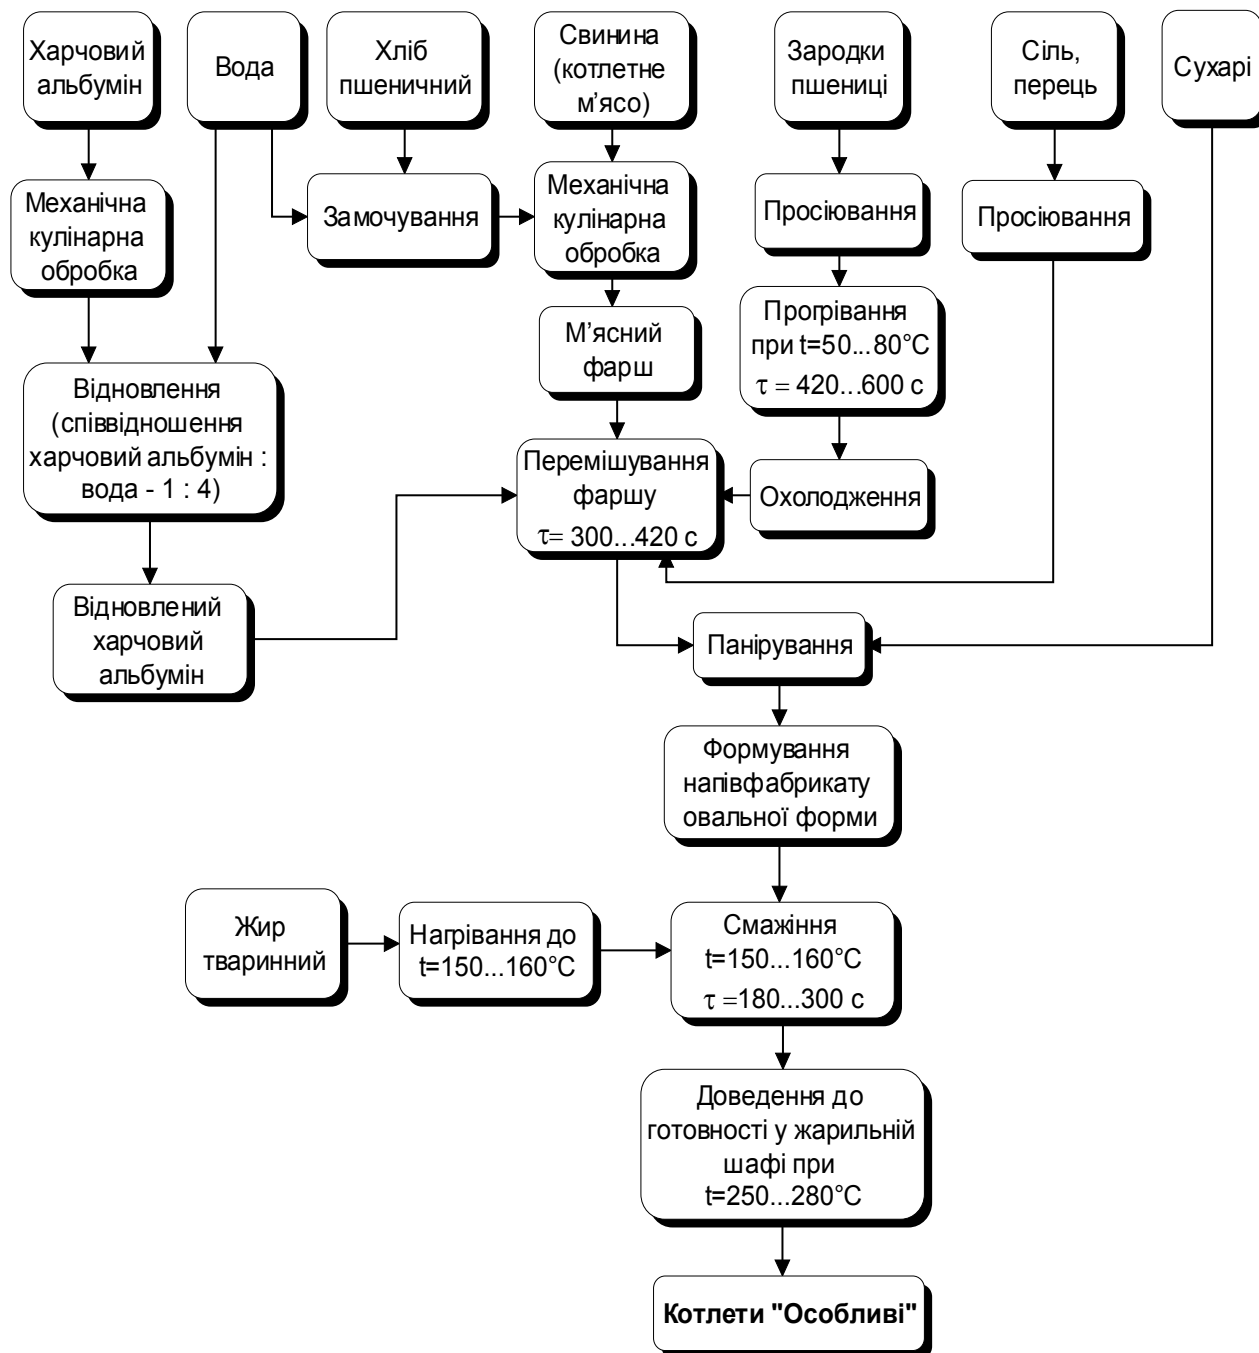 Харчовий
альбумін
Вода
Хліб
пшеничний
Свинина
(котлетне
м’ясо)
Зародки
пшениці
Сіль,
перець
Сухарі
Механічна
кулінарна
обробка
Замочування
Механічна
кулінарна
обробка
Просіювання
Просіювання
М’ясний
фарш
Прогрівання
при t=50...80°С
τ = 420...600 с
Відновлення
(співвідношення
харчовий альбумін :
вода - 1 : 4)
Перемішування
фаршу
τ= 300...420 с
Охолодження
Відновлений
харчовий
альбумін
Панірування
Формування
напівфабрикату
овальної форми
Жир
тваринний
Нагрівання до
t=150...160°С
Смажіння
t=150...160°С
τ =180...300 с
Доведення до
готовності у жарильній
шафі при
t=250...280°С
Котлети "Особливі"